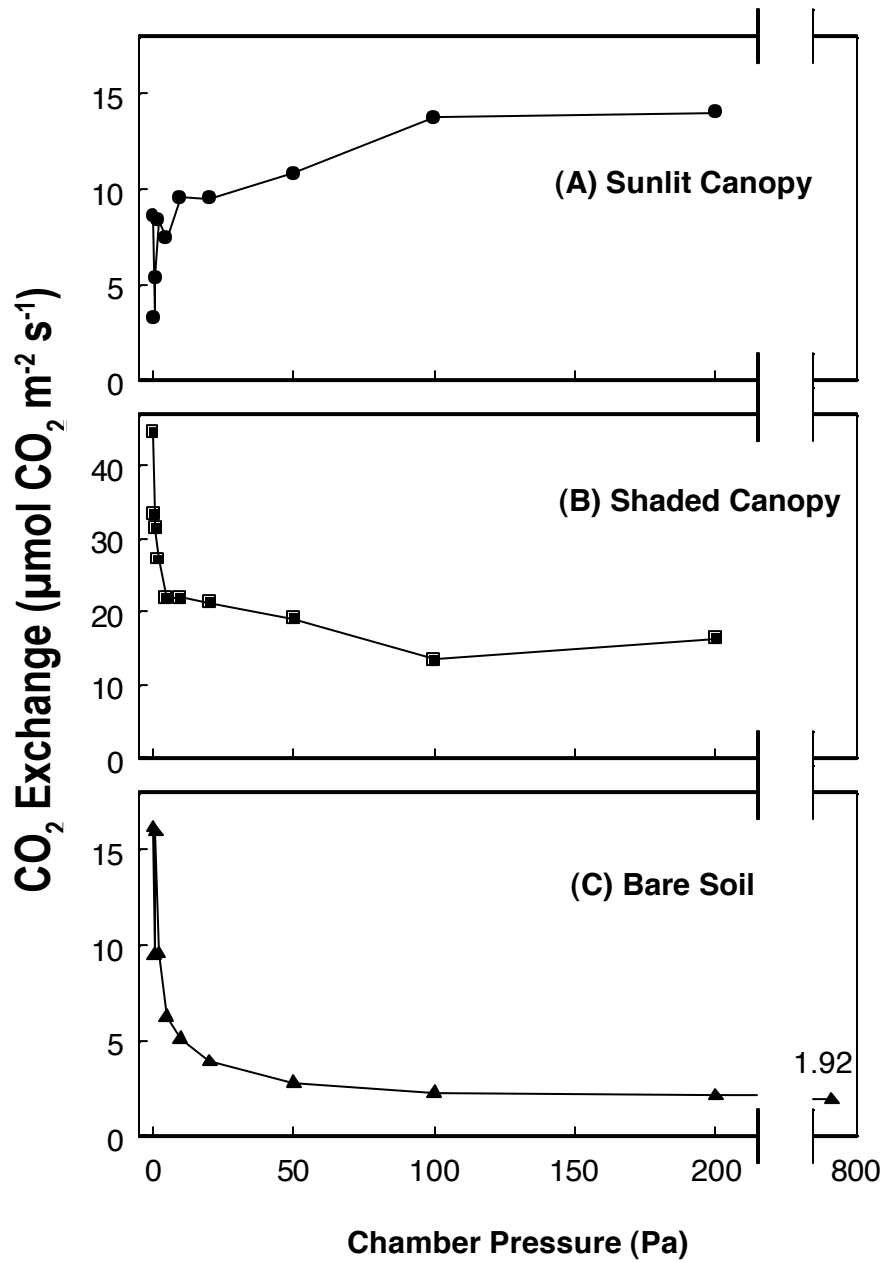 15
10
5
0
(A) Sunlit Canopy
40
30
20
10
0
(B) Shaded Canopy
15
10
5
0
(C) Bare Soil
1.92
0 50 100 150 200 800
Chamber Pressure (Pa)
CO₂ Exchange (µmol CO₂ m⁻² s⁻¹)